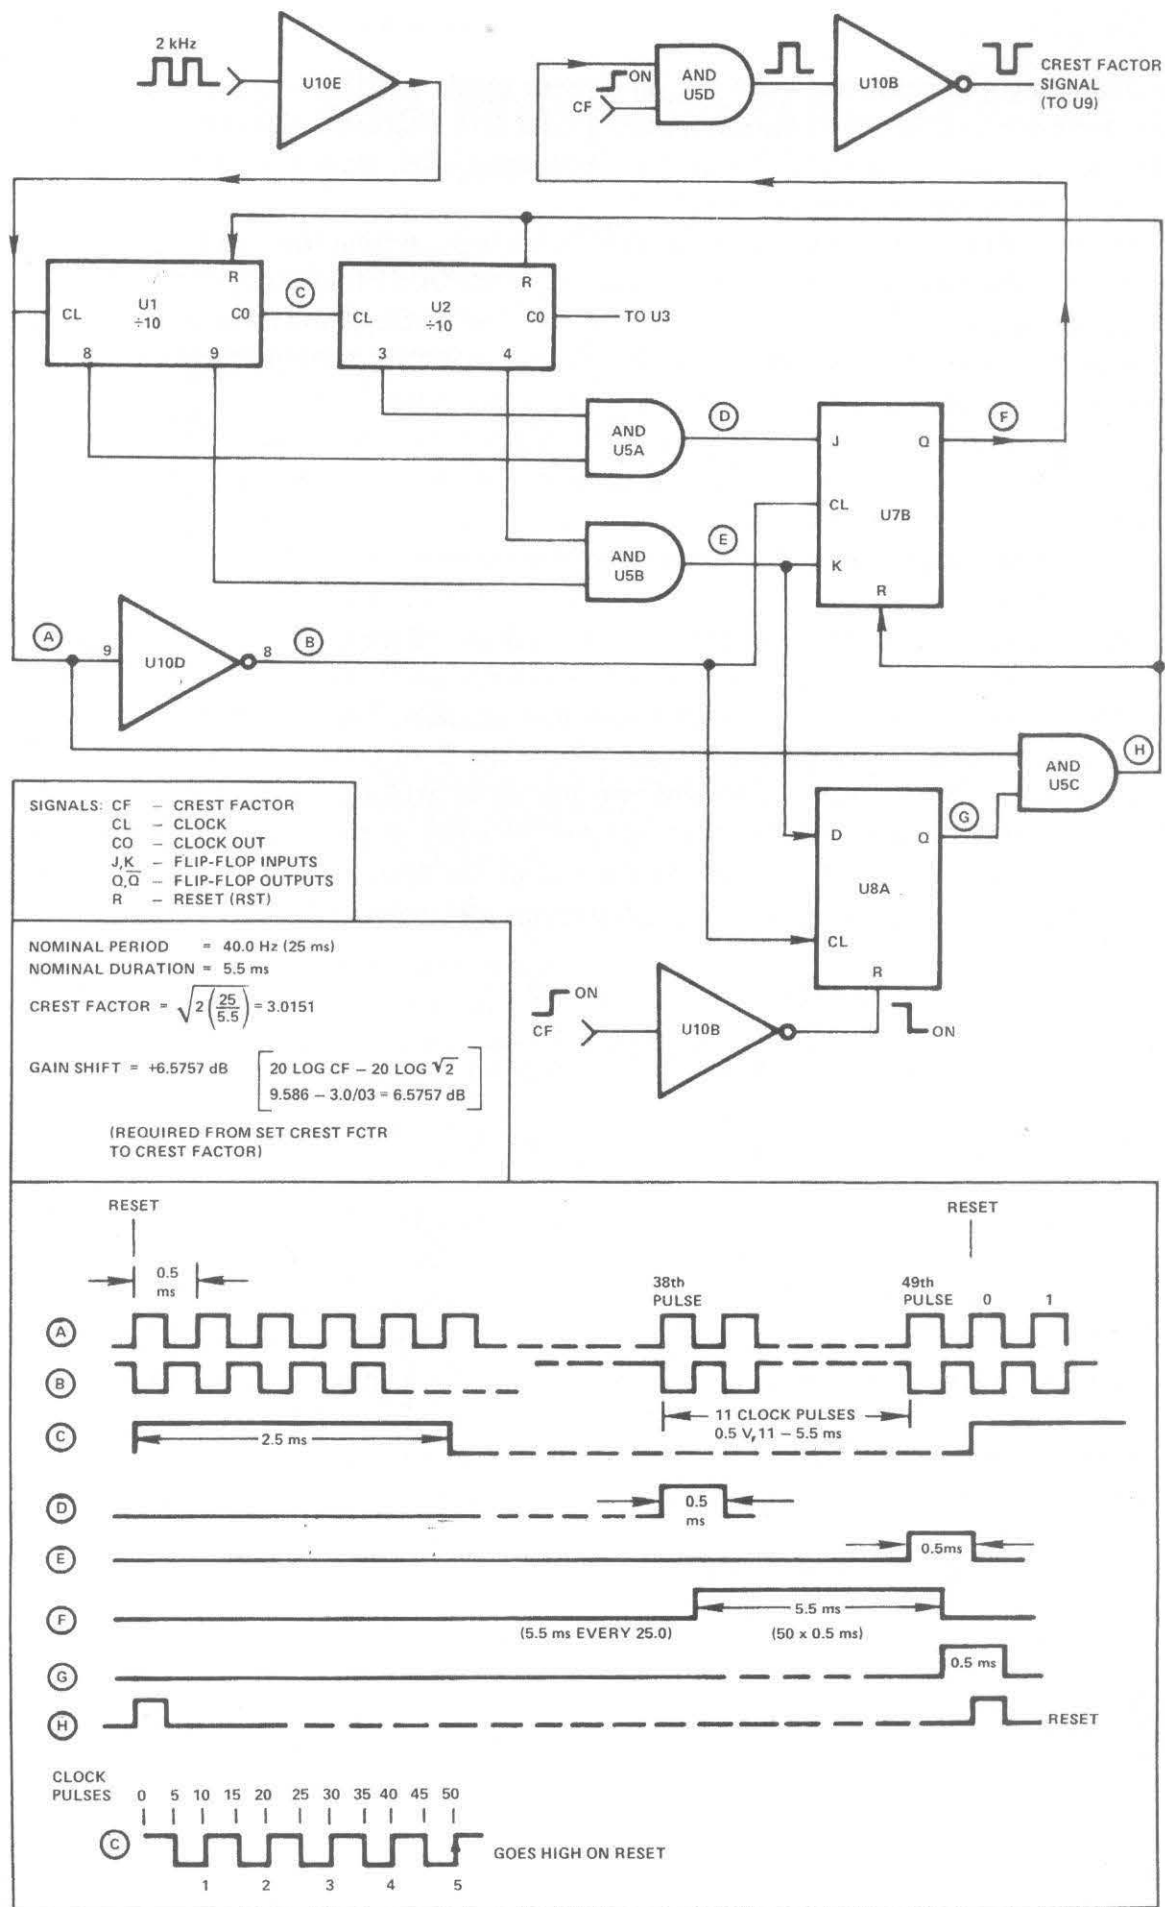 2 kHz
U10E
ON
CF
AND
U5D
U10B
CREST FACTOR
SIGNAL
(TO U9)
R
U1
÷10
CL
CO
8
9
C
R
U2
÷10
CL
CO
3
4
TO U3
AND
U5A
D
AND
U5B
E
J
Q
CL
U7B
K
R
F
A
9
U10D
8
B
AND
U5C
H
D
Q
U8A
CL
R
G
ON
CF
U10B
ON
SIGNALS: CF – CREST FACTOR
CL – CLOCK
CO – CLOCK OUT
J,K – FLIP-FLOP INPUTS
Q,Q̅ – FLIP-FLOP OUTPUTS
R – RESET (RST)
NOMINAL PERIOD = 40.0 Hz (25 ms)
NOMINAL DURATION = 5.5 ms
CREST FACTOR = √2(25/5.5) = 3.0151
GAIN SHIFT = +6.5757 dB [20 LOG CF – 20 LOG √2
9.586 – 3.0/03 = 6.5757 dB]
(REQUIRED FROM SET CREST FCTR
TO CREST FACTOR)
RESET
RESET
0.5
ms
38th
PULSE
49th
PULSE
0
1
A
B
11 CLOCK PULSES
0.5 V, 11 – 5.5 ms
C
2.5 ms
D
0.5
ms
E
0.5ms
F
5.5 ms
(5.5 ms EVERY 25.0)
(50 x 0.5 ms)
G
0.5 ms
H
RESET
CLOCK
PULSES
0 5 10 15 20 25 30 35 40 45 50
C
GOES HIGH ON RESET
1 2 3 4 5